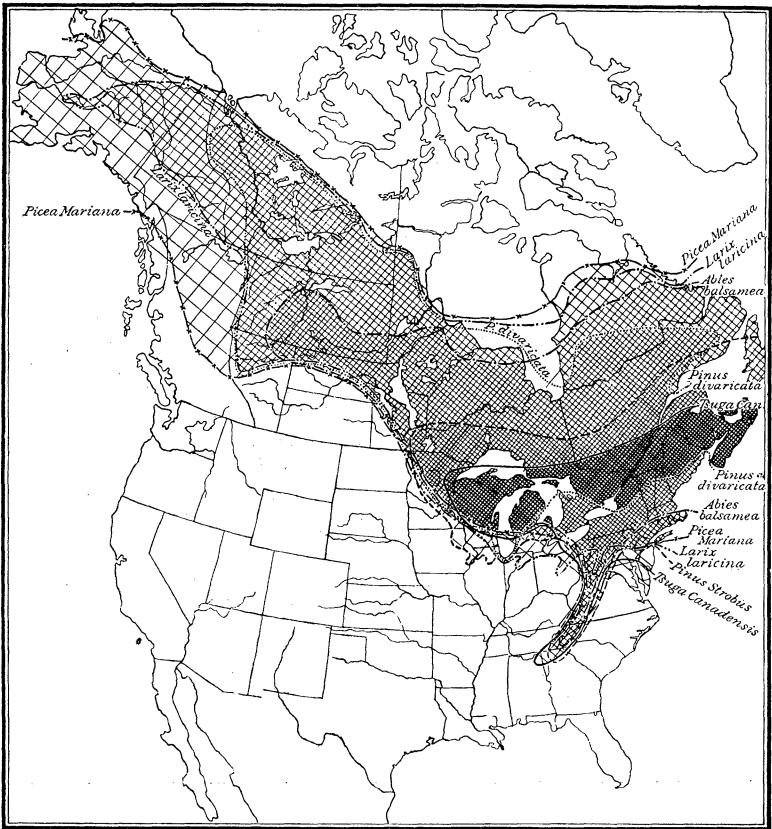 Larix laricina
Picea Mariana
Picea Mariana
Larix
laricina
Abies
balsamea
P. divaricata
Pinus
divaricata
Tsuga Can.
Pinus
divaricata
Abies
balsamea
Picea
Mariana
Larix
laricina
Pinus Strobus
Tsuga Canadensis